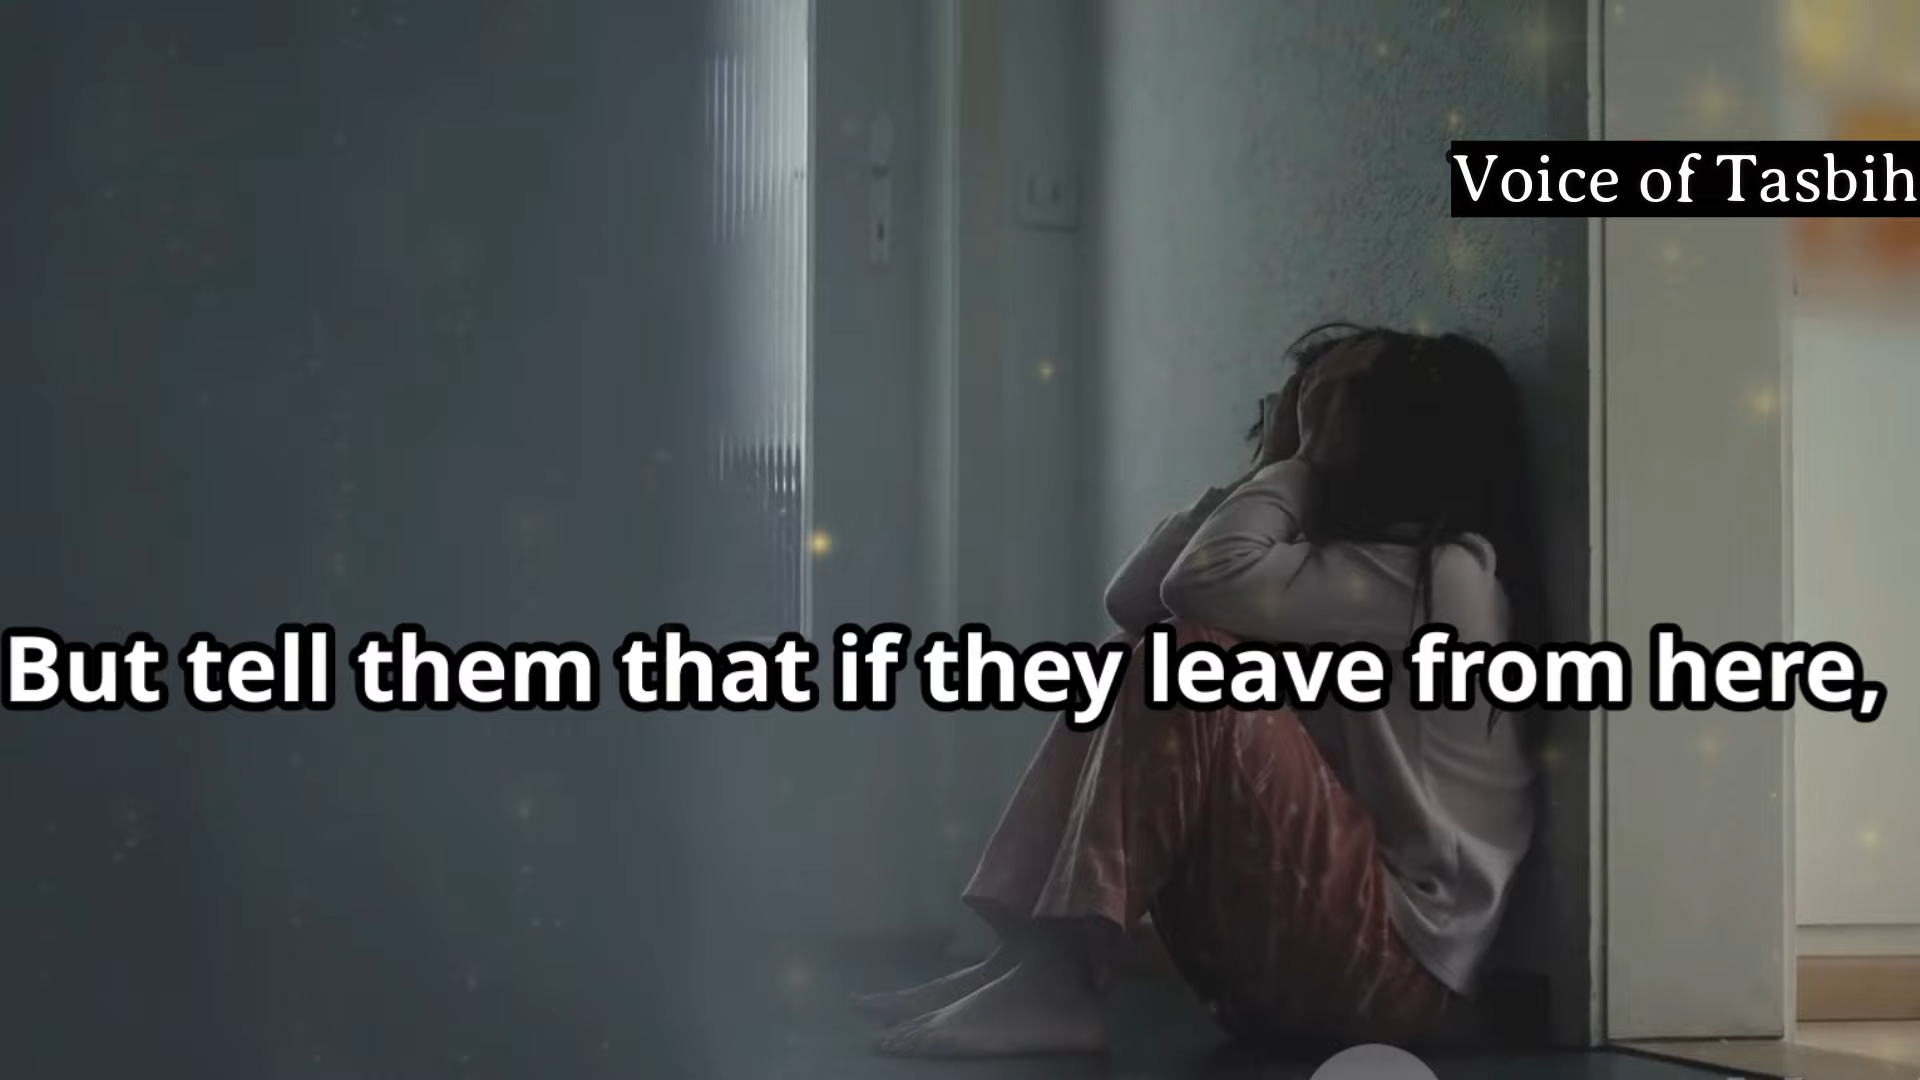 Voice of Tasbih
But tell them that if they leave from here,